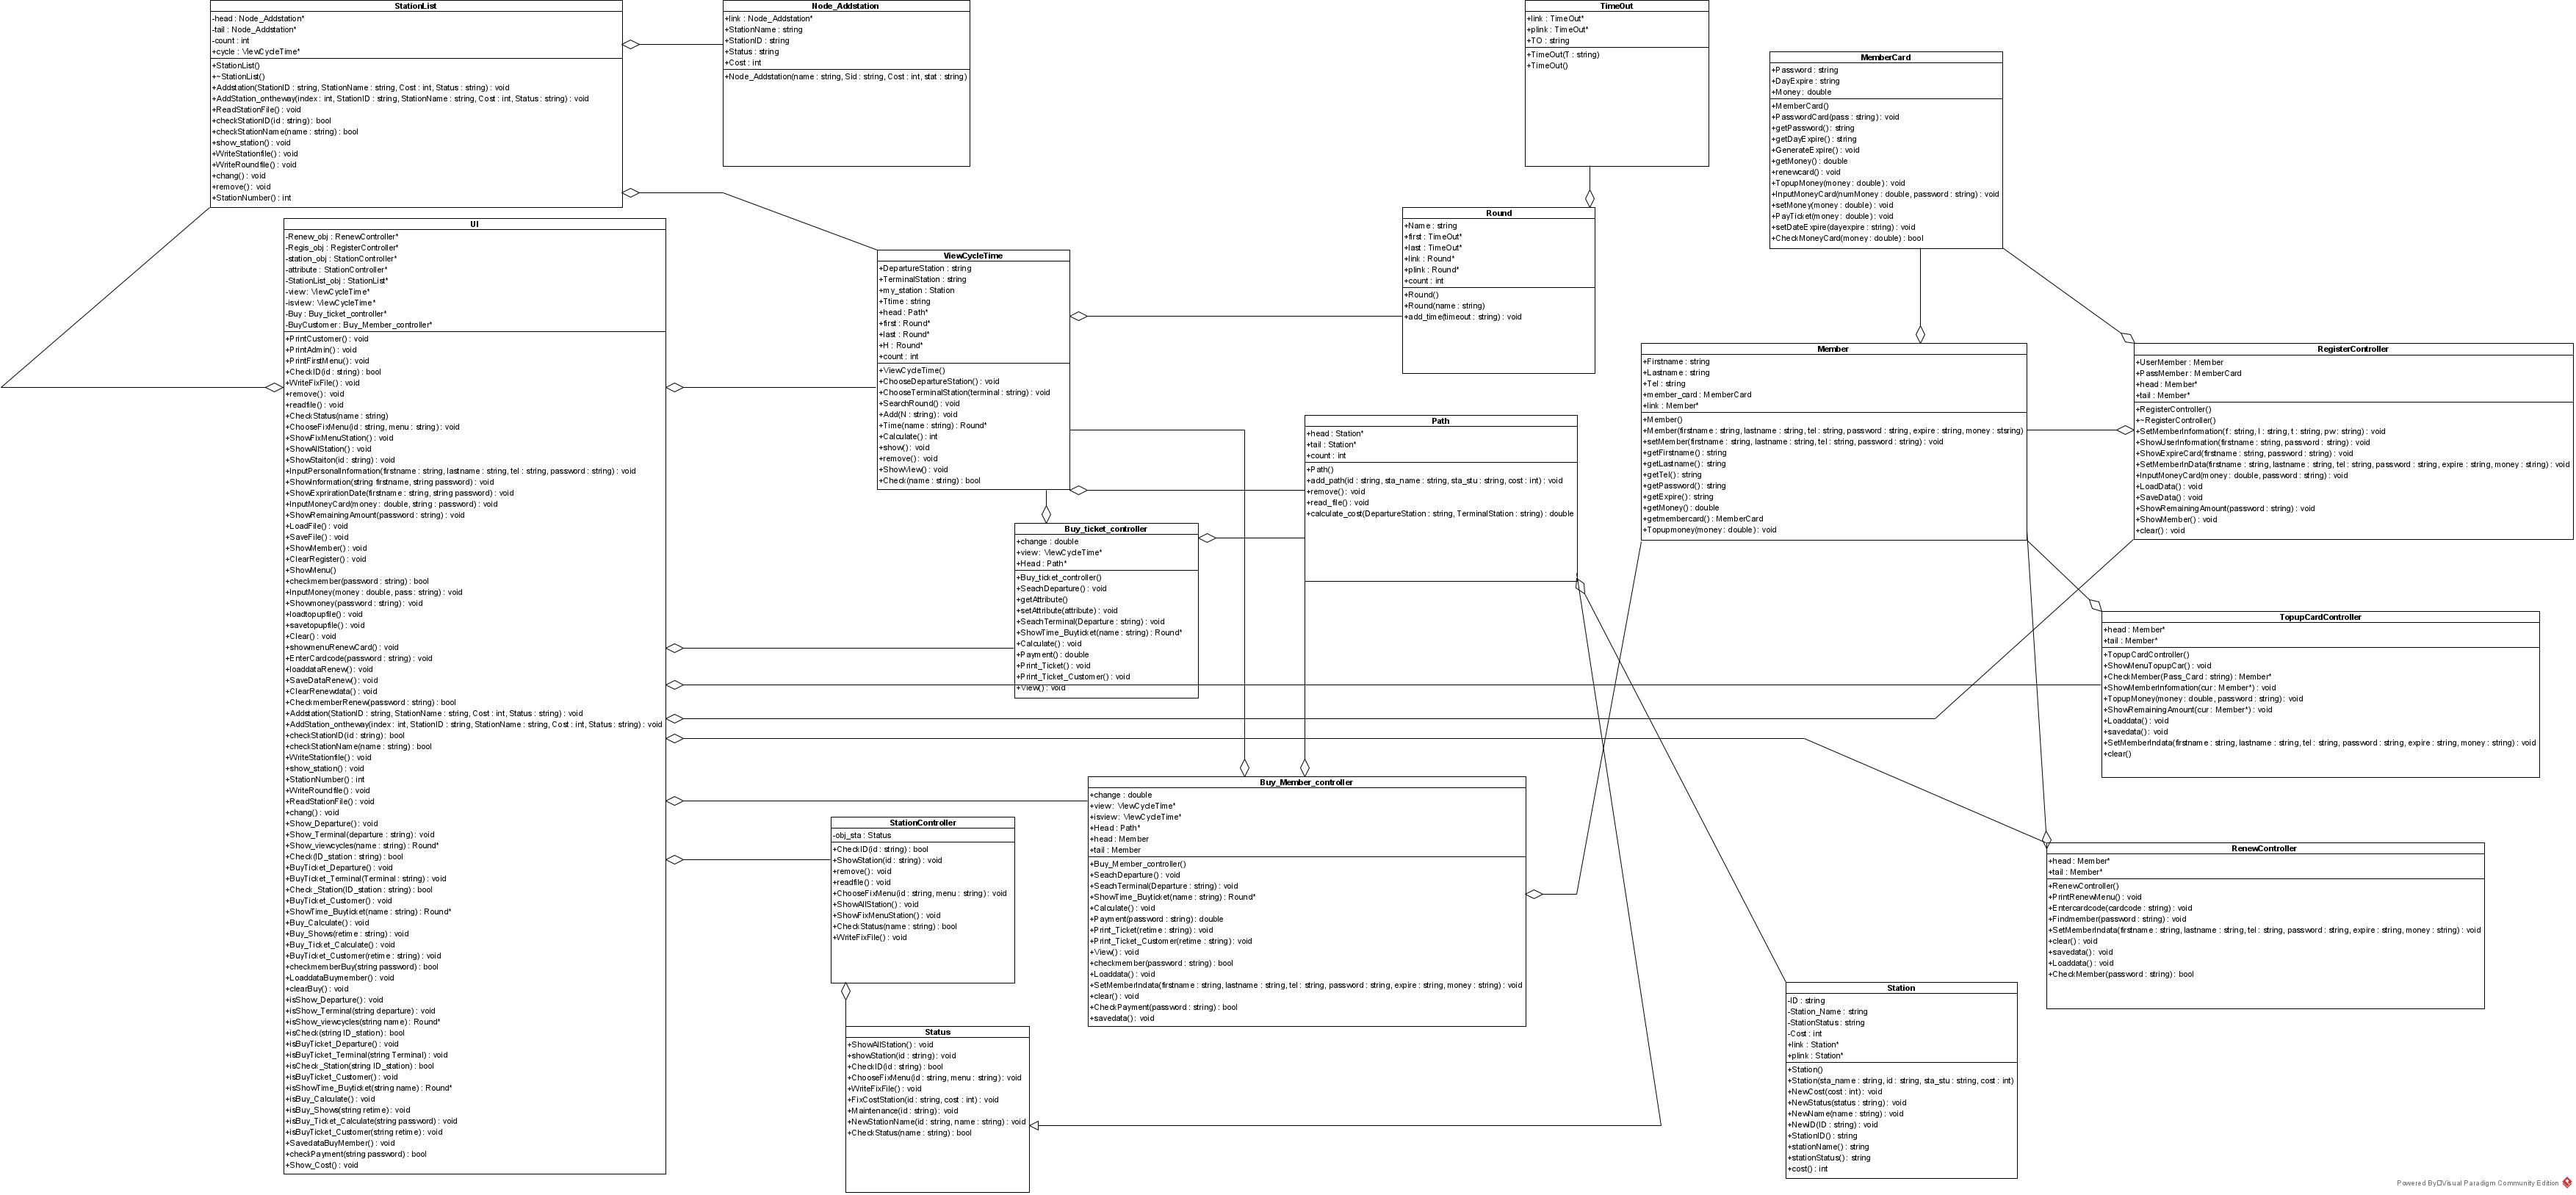 StationList
-head : Node_Addstation*
-tail : Node_Addstation*
-count : int
+cycle : ViewCycleTime*
+StationList()
+~StationList()
+Addstation(StationID : string, StationName : string, Cost : int, Status : string) : void
+AddStation_ontheway(index : int, StationID : string, StationName : string, Cost : int, Status : string) : void
+ReadStationFile() : void
+checkStationID(id : string) : bool
+checkStationName(name : string) : bool
+show_station() : void
+WriteStationfile() : void
+WriteRoundfile() : void
+chang() : void
+remove() : void
+StationNumber() : int
Node_Addstation
+link : Node_Addstation*
+StationName : string
+StationID : string
+Status : string
+Cost : int
+Node_Addstation(name : string, Sid : string, Cost : int, stat : string)
TimeOut
+link : TimeOut*
+plink : TimeOut*
+TO : string
+TimeOut(T : string)
+TimeOut()
MemberCard
+Password : string
+DayExpire : string
+Money : double
+MemberCard()
+PasswordCard(pass : string) : void
+getPassword() : string
+getDayExpire() : string
+GenerateExpire() : void
+getMoney() : double
+renewcard() : void
+TopupMoney(money : double) : void
+InputMoneyCard(numMoney : double, password : string) : void
+setMoney(money : double) : void
+PayTicket(money : double) : void
+setDateExpire(dayexpire : string) : void
+CheckMoneyCard(money : double) : bool
UI
-Renew_obj : RenewController*
-Regis_obj : RegisterController*
-station_obj : StationController*
-attribute : StationController*
-StationList_obj : StationList*
-view : ViewCycleTime*
-isview : ViewCycleTime*
-Buy : Buy_ticket_controller*
-BuyCustomer : Buy_Member_controller*
+PrintCustomer() : void
+PrintAdmin() : void
+PrintFirstMenu() : void
+CheckID(id : string) : bool
+WriteFixFile() : void
+remove() : void
+readfile() : void
+CheckStatus(name : string)
+ChooseFixMenu(id : string, menu : string) : void
+ShowFixMenuStation() : void
+ShowAllStation() : void
+ShowStaiton(id : string) : void
+InputPersonalInformation(firstname : string, lastname : string, tel : string, password : string) : void
+ShowInformation(string firstname, string password) : void
+ShowExprirationDate(firstname : string, string password) : void
+InputMoneyCard(money : double, string : password) : void
+ShowRemainingAmount(password : string) : void
+LoadFile() : void
+SaveFile() : void
+ShowMember() : void
+ClearRegister() : void
+ShowMenu()
+checkmember(password : string) : bool
+InputMoney(money : double, pass : string) : void
+Showmoney(password : string) : void
+loadtopupfile() : void
+savetopupfile() : void
+Clear() : void
+showmenuRenewCard() : void
+EnterCardcode(password : string) : void
+loaddataRenew() : void
+SaveDataRenew() : void
+ClearRenewdata() : void
+CheckmemberRenew(password : string) : bool
+Addstation(StationID : string, StationName : string, Cost : int, Status : string) : void
+AddStation_ontheway(index : int, StationID : string, StationName : string, Cost : int, Status : string) : void
+checkStationID(id : string) : bool
+checkStationName(name : string) : bool
+WriteStationfile() : void
+show_station() : void
+StationNumber() : int
+WriteRoundfile() : void
+ReadStationFile() : void
+chang() : void
+Show_Departure() : void
+Show_Terminal(departure : string) : void
+Show_viewcycles(name : string) : Round*
+Check(ID_station : string) : bool
+BuyTicket_Departure() : void
+BuyTicket_Terminal(Terminal : string) : void
+Check_Station(ID_station : string) : bool
+BuyTicket_Customer() : void
+ShowTime_Buyticket(name : string) : Round*
+Buy_Calculate() : void
+Buy_Shows(retime : string) : void
+Buy_Ticket_Calculate() : void
+BuyTicket_Customer(retime : string) : void
+checkmemberBuy(string password) : bool
+LoaddataBuymember() : void
+clearBuy() : void
+isShow_Departure() : void
+isShow_Terminal(string departure) : void
+isShow_viewcycles(string name) : Round*
+isCheck(string ID_station) : bool
+isBuyTicket_Departure() : void
+isBuyTicket_Terminal(string Terminal) : void
+isCheck_Station(string ID_station) : bool
+isBuyTicket_Customer() : void
+isShowTime_Buyticket(string name) : Round*
+isBuy_Calculate() : void
+isBuy_Shows(string retime) : void
+isBuy_Ticket_Calculate(string password) : void
+isBuyTicket_Customer(string retime) : void
+SavedataBuyMember() : void
+checkPayment(string password) : bool
+Show_Cost() : void
ViewCycleTime
+DepartureStation : string
+TerminalStation : string
+my_station : Station
+Ttime : string
+head : Path*
+first : Round*
+last : Round*
+H : Round*
+count : int
+ViewCycleTime()
+ChooseDepartureStation() : void
+ChooseTerminalStation(terminal : string) : void
+SearchRound() : void
+Add(N : string) : void
+Time(name : string) : Round*
+Calculate() : int
+show() : void
+remove() : void
+ShowView() : void
+Check(name : string) : bool
Round
+Name : string
+first : TimeOut*
+last : TimeOut*
+link : Round*
+plink : Round*
+count : int
+Round()
+Round(name : string)
+add_time(timeout : string) : void
Member
+Firstname : string
+Lastname : string
+Tel : string
+member_card : MemberCard
+link : Member*
+Member()
+Member(firstname : string, lastname : string, tel : string, password : string, expire : string, money : stsring)
+setMember(firstname : string, lastname : string, tel : string, password : string) : void
+getFirstname() : string
+getLastname() : string
+getTel() : string
+getPassword() : string
+getExpire() : string
+getMoney() : double
+getmembercard() : MemberCard
+Topupmoney(money : double) : void
RegisterController
+UserMember : Member
+PassMember : MemberCard
+head : Member*
+tail : Member*
+RegisterController()
+~RegisterController()
+SetMemberInfomation(f : string, l : string, t : string, pw : string) : void
+ShowUserInformation(firstname : string, password : string) : void
+ShowExpireCard(firstname : string, password : string) : void
+SetMemberInData(firstname : string, lastname : string, tel : string, password : string, expire : string, money : string) : void
+InputMoneyCard(money : double, password : string) : void
+LoadData() : void
+SaveData() : void
+ShowRemainingAmount(password : string) : void
+ShowMember() : void
+clear() : void
Path
+head : Station*
+tail : Station*
+count : int
+Path()
+add_path(id : string, sta_name : string, sta_stu : string, cost : int) : void
+remove() : void
+read_file() : void
+calculate_cost(DepartureStation : string, TerminalStation : string) : double
Buy_ticket_controller
+change : double
+view : ViewCycleTime*
+Head : Path*
+Buy_ticket_controller()
+SeachDeparture() : void
+getAttribute()
+setAttribute(attribute) : void
+SeachTerminal(Departure : string) : void
+ShowTime_Buyticket(name : string) : Round*
+Calculate() : void
+Payment() : double
+Print_Ticket() : void
+Print_Ticket_Customer() : void
+View() : void
TopupCardController
+head : Member*
+tail : Member*
+TopupCardController()
+ShowMenuTopupCar() : void
+CheckMember(Pass_Card : string) : Member*
+ShowMemberInfomation(cur : Member*) : void
+TopupMoney(money : double, password : string) : void
+ShowRemainingAmount(cur : Member*) : void
+Loaddata() : void
+savedata() : void
+SetMemberIndata(firstname : string, lastname : string, tel : string, password : string, expire : string, money : string) : void
+clear()
Buy_Member_controller
+change : double
+view : ViewCycleTime*
+isview : ViewCycleTime*
+Head : Path*
+head : Member
+tail : Member
+Buy_Member_controller()
+SeachDeparture() : void
+SeachTerminal(Departure : string) : void
+ShowTime_Buyticket(name : string) : Round*
+Calculate() : void
+Payment(password : string) : double
+Print_Ticket(retime : string) : void
+Print_Ticket_Customer(retime : string) : void
+View() : void
+checkmember(password : string) : bool
+Loaddata() : void
+SetMemberIndata(firstname : string, lastname : string, tel : string, password : string, expire : string, money : string) : void
+clear() : void
+CheckPayment(password : string) : bool
+savedata() : void
StationController
-obj_sta : Status
+CheckID(id : string) : bool
+ShowStation(id : string) : void
+remove() : void
+readfile() : void
+ChooseFixMenu(id : string, menu : string) : void
+ShowAllStation() : void
+ShowFixMenuStation() : void
+CheckStatus(name : string) : bool
+WriteFixFile() : void
RenewController
+head : Member*
+tail : Member*
+RenewController()
+PrintRenewMenu() : void
+Entercardcode(cardcode : string) : void
+Findmember(password : string) : void
+SetMemberIndata(firstname : string, lastname : string, tel : string, password : string, expire : string, money : string) : void
+clear() : void
+savedata() : void
+Loaddata() : void
+CheckMember(password : string) : bool
Status
+ShowAllStation() : void
+showStation(id : string) : void
+CheckID(id : string) : bool
+ChooseFixMenu(id : string, menu : string) : void
+WriteFixFile() : void
+FixCostStation(id : string, cost : int) : void
+Maintenance(id : string) : void
+NewStationName(id : string, name : string) : void
+CheckStatus(name : string) : bool
Station
-ID : string
-Station_Name : string
-StationStatus : string
-Cost : int
+link : Station*
+plink : Station*
+Station()
+Station(sta_name : string, id : string, sta_stu : string, cost : int)
+NewCost(cost : int) : void
+NewStatus(status : string) : void
+NewName(name : string) : void
+NewID(ID : string) : void
+StationID() : string
+stationName() : string
+stationStatus() : string
+cost() : int
Powered By Visual Paradigm Community Edition